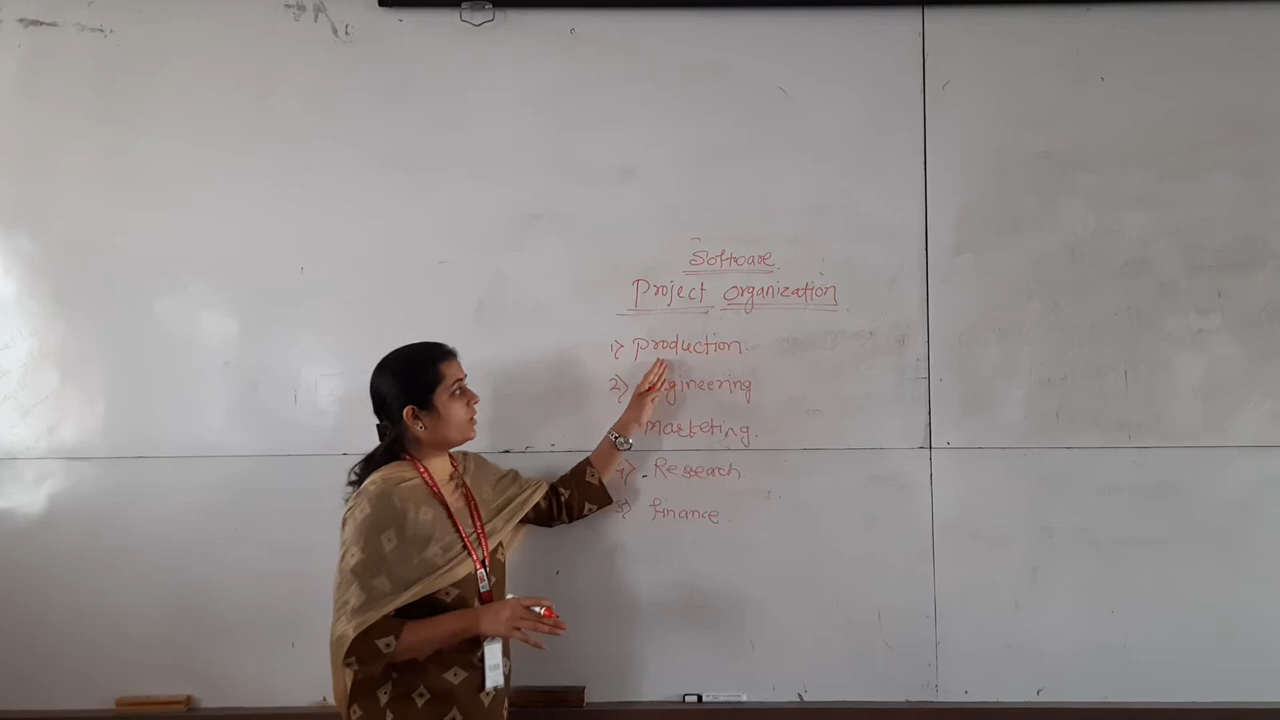 Software
Project Organization
1) Production
2) Engineering
Marketing.
4) Research
5) finance